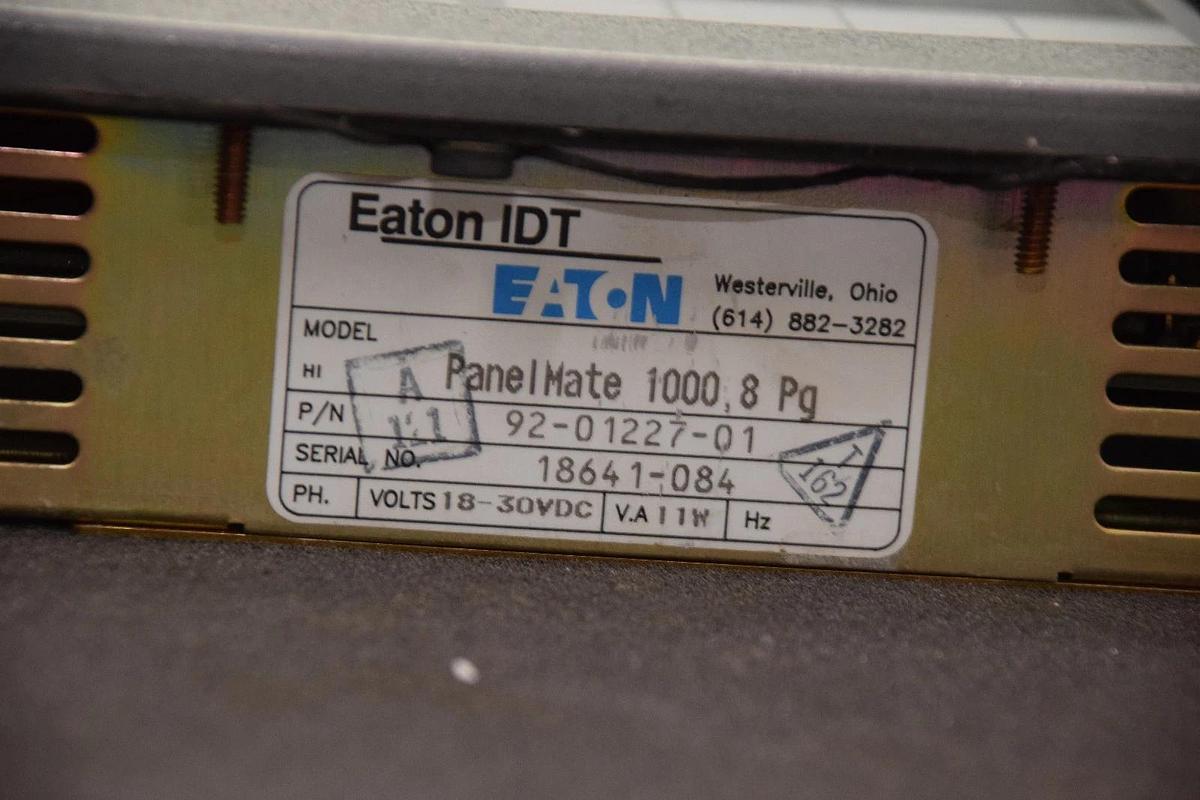 Eaton IDT
EATON
Westerville, Ohio
(614) 882-3282
MODEL
HI PanelMate 1000, 8 Pg
P/N 92-01227-01
SERIAL NO. 18641-084
PH. VOLTS 18-30VDC V.A 11W Hz
A
T
162